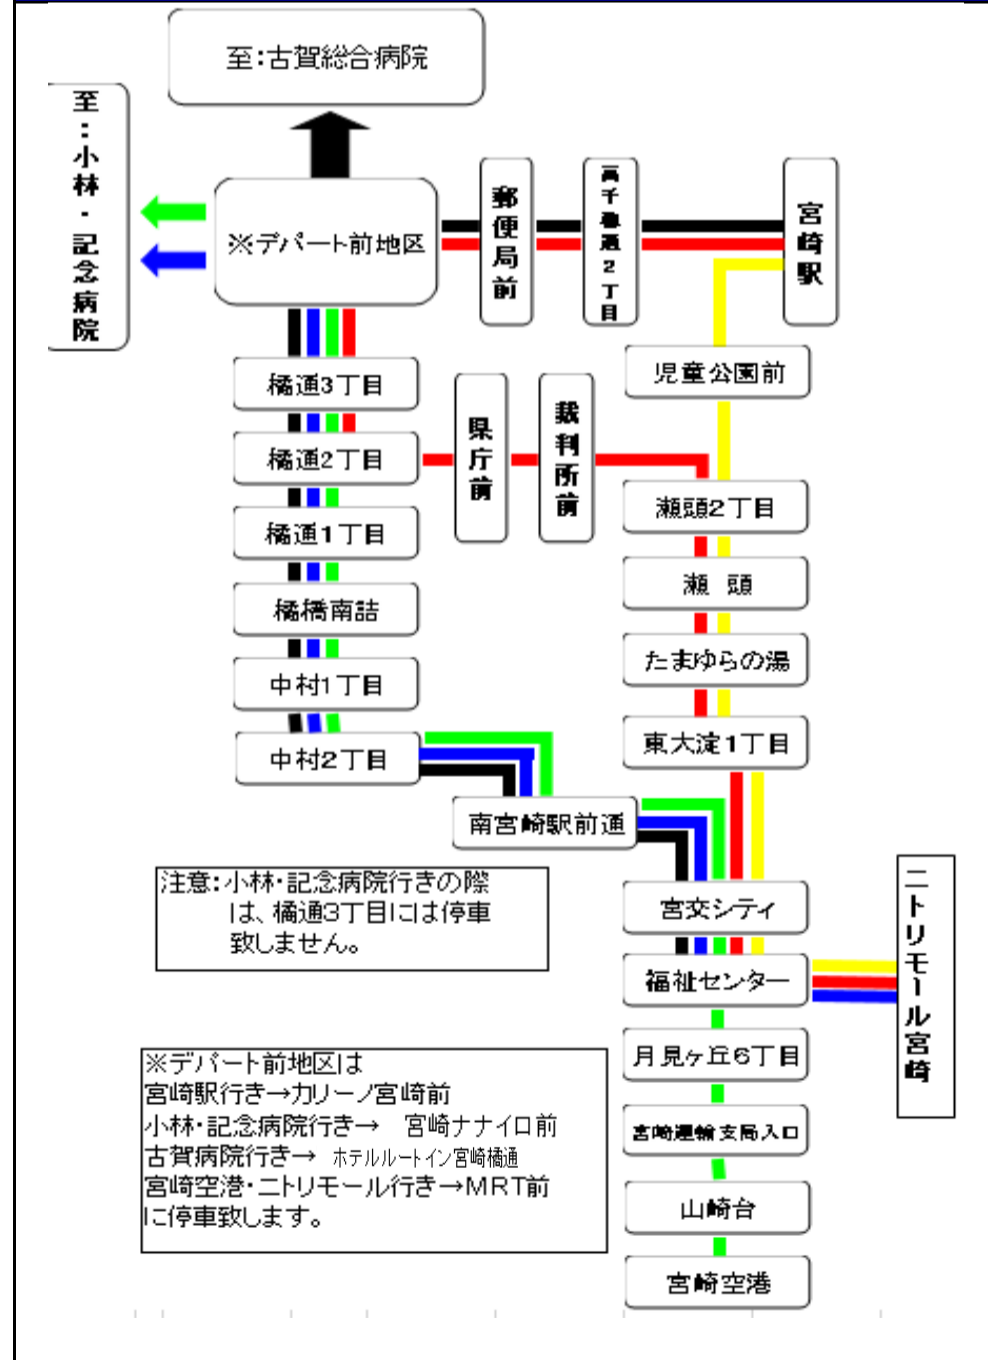 至：古賀総合病院
至：小林・記念病院
※デパート前地区
郵便局前
高千穂通２丁目
宮崎駅
児童公園前
橘通3丁目
橘通2丁目
県庁前
裁判所前
瀬頭2丁目
橘通1丁目
瀬 頭
橘橋南詰
たまゆらの湯
中村1丁目
東大淀1丁目
中村2丁目
南宮崎駅前通
注意：小林・記念病院行きの際
は、橘通3丁目には停車
致しません。
宮交シティ
ニトリモール宮崎
福祉センター
月見ヶ丘6丁目
※デパート前地区は
宮崎駅行き→カリーノ宮崎前
小林・記念病院行き→ 宮崎ナナイロ前
古賀病院行き→ ホテルルートイン宮崎橘通
宮崎空港・ニトリモール行き→MRT前
に停車致します。
宮崎運輸支局入口
山崎台
宮崎空港